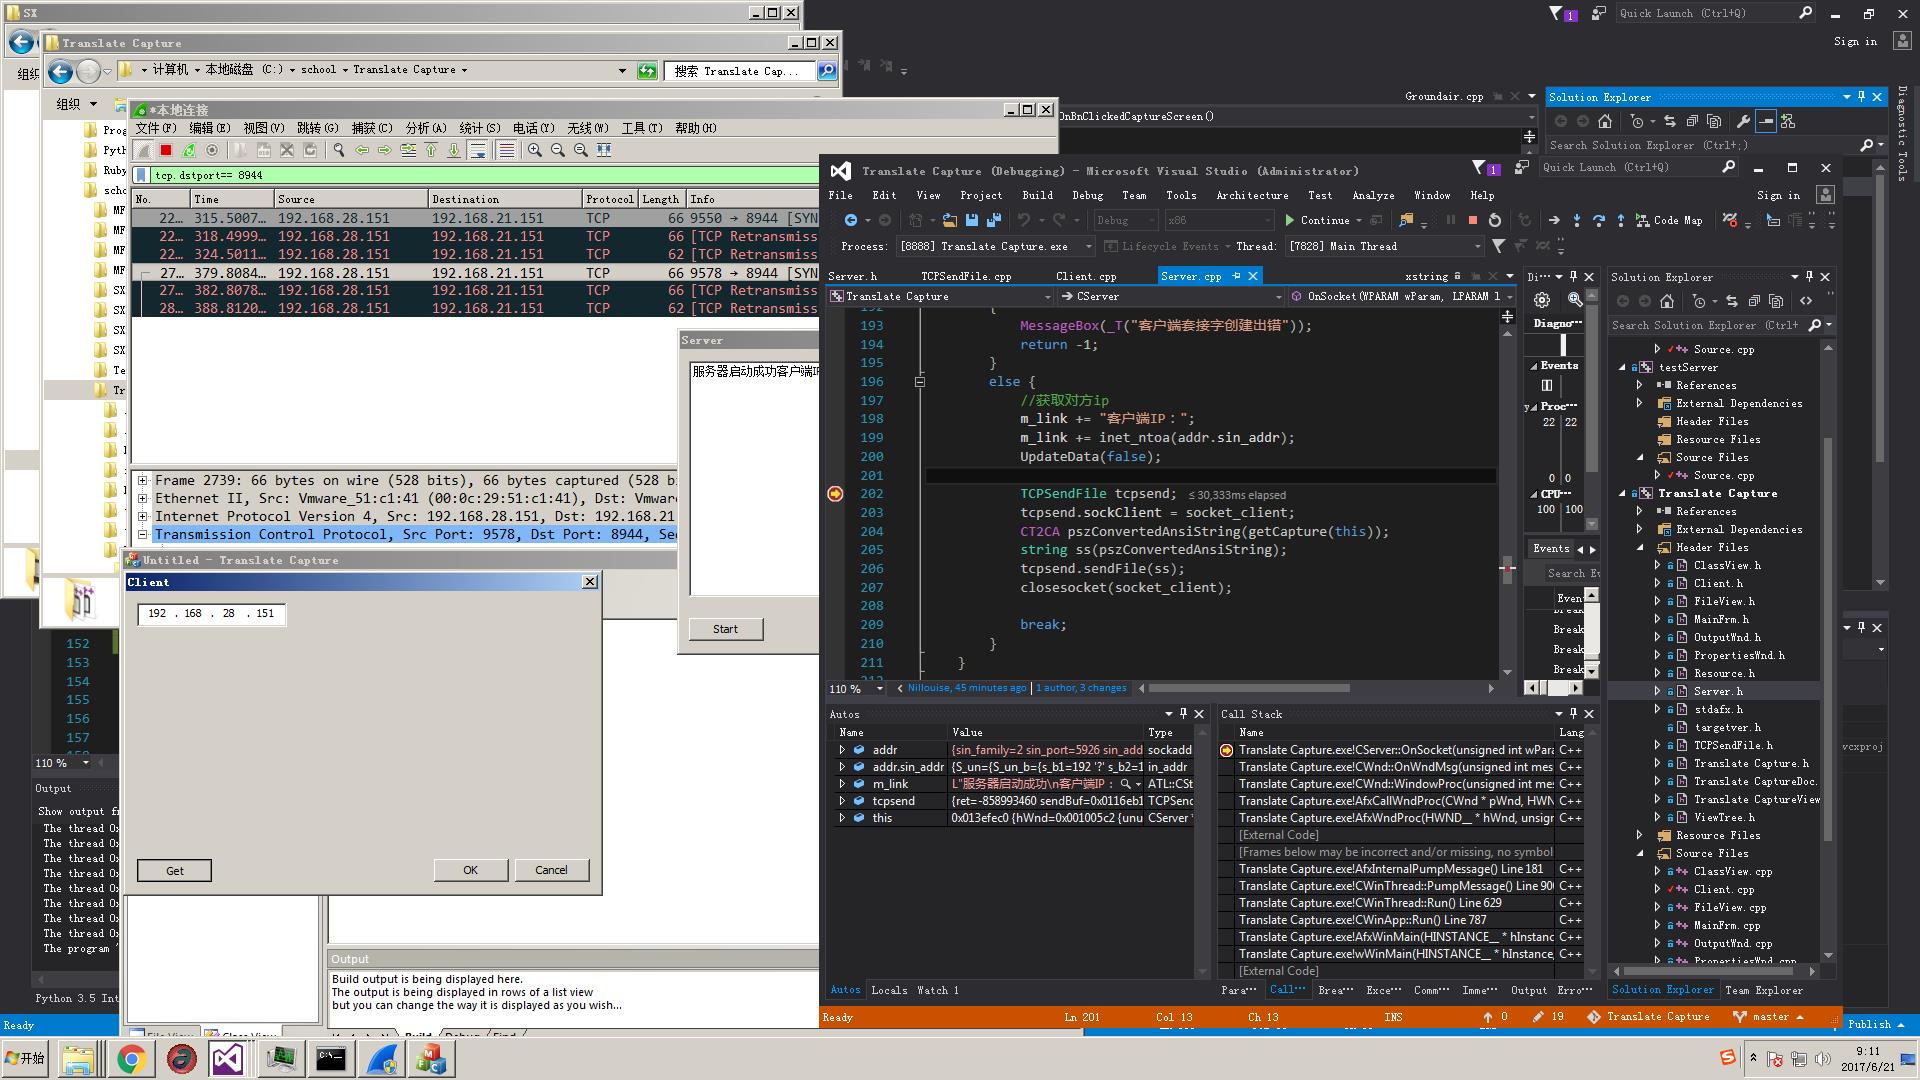 SX
Translate Capture
计算机 本地磁盘 (C:) school Translate Capture
搜索 Translate Cap...
组织
*本地连接
文件(F) 编辑(E) 视图(V) 跳转(G) 捕获(C) 分析(A) 统计(S) 电话(Y) 无线(W) 工具(T) 帮助(H)
tcp.dstport== 8944
No. Time Source Destination Protocol Length Info
22… 315.5007… 192.168.28.151 192.168.21.151 TCP 66 9550 → 8944 [SYN
22… 318.4999… 192.168.28.151 192.168.21.151 TCP 66 [TCP Retransmiss
22… 324.5011… 192.168.28.151 192.168.21.151 TCP 62 [TCP Retransmiss
27… 379.8084… 192.168.28.151 192.168.21.151 TCP 66 9578 → 8944 [SYN
27… 382.8078… 192.168.28.151 192.168.21.151 TCP 66 [TCP Retransmiss
28… 388.8120… 192.168.28.151 192.168.21.151 TCP 62 [TCP Retransmiss
Frame 2739: 66 bytes on wire (528 bits), 66 bytes captured (528 bi
Ethernet II, Src: Vmware_51:c1:41 (00:0c:29:51:c1:41), Dst: Vmware
Internet Protocol Version 4, Src: 192.168.28.151, Dst: 192.168.21
Transmission Control Protocol, Src Port: 9578, Dst Port: 8944, Seq
Server
服务器启动成功客户端IP
Start
Untitled - Translate Capture
Client
192 . 168 . 28 . 151
Get OK Cancel
152
153
154
155
156
157
110 %
Output
Show output f
The thread 0x
The thread 0x
The thread 0x
The thread 0x
The thread 0x
The thread 0x
The thread 0x
The thread 0x
The program '
Python 3.5 Int
Ready
Output
Build output is being displayed here.
The output is being displayed in rows of a list view
but you can change the way it is displayed as you wish...
Quick Launch (Ctrl+Q)
Sign in
Groundair.cpp
OnBnClickedCaptureScreen()
Solution Explorer
Search Solution Explorer (Ctrl+;)
Diagnostic Tools
Translate Capture (Debugging) - Microsoft Visual Studio (Administrator)
1 Quick Launch (Ctrl+Q)
File Edit View Project Build Debug Team Tools Architecture Test Analyze Window Help
Sign in
Debug x86 Continue Code Map
Process: [8888] Translate Capture.exe Lifecycle Events Thread: [7828] Main Thread
Server.h TCPSendFile.cpp Client.cpp Server.cpp xstring
Translate Capture CServer OnSocket(WPARAM wParam, LPARAM l
192 {
193 MessageBox(_T("客户端套接字创建出错"));
194 return -1;
195 }
196 else {
197 //获取对方ip
198 m_link += "客户端IP：";
199 m_link += inet_ntoa(addr.sin_addr);
200 UpdateData(false);
201
202 TCPSendFile tcpsend; ≤ 30,333ms elapsed
203 tcpsend.sockClient = socket_client;
204 CT2CA pszConvertedAnsiString(getCapture(this));
205 string ss(pszConvertedAnsiString);
206 tcpsend.sendFile(ss);
207 closesocket(socket_client);
208
209 break;
210 }
211 }
110 % Nillouise, 45 minutes ago | 1 author, 3 changes
Autos
Name Value Type
addr {sin_family=2 sin_port=5926 sin_add sockadd
addr.sin_addr {S_un={S_un_b={s_b1=192 '?' s_b2=1 in_addr
m_link L"服务器启动成功\n客户端IP： ATL::CSt
tcpsend {ret=-858993460 sendBuf=0x0116eb1 TCPSenc
this 0x013efec0 {hWnd=0x001005c2 {unu CServer *
Autos Locals Watch 1
Call Stack
Name Lang
Translate Capture.exe!CServer::OnSocket(unsigned int wPara C++
Translate Capture.exe!CWnd::OnWndMsg(unsigned int mes C++
Translate Capture.exe!CWnd::WindowProc(unsigned int mes C++
Translate Capture.exe!AfxCallWndProc(CWnd * pWnd, HWN C++
Translate Capture.exe!AfxWndProc(HWND__ * hWnd, unsign C++
[External Code]
[Frames below may be incorrect and/or missing, no symbol
Translate Capture.exe!AfxInternalPumpMessage() Line 181 C++
Translate Capture.exe!CWinThread::PumpMessage() Line 900 C++
Translate Capture.exe!CWinThread::Run() Line 629 C++
Translate Capture.exe!CWinApp::Run() Line 787 C++
Translate Capture.exe!AfxWinMain(HINSTANCE__ * hInstanc C++
Translate Capture.exe!wWinMain(HINSTANCE__ * hInstance, C++
[External Code]
Para… Call… Brea… Exce… Comm… Imme… Output Erro…
Di…
Diagno…
Events
Proc…
22 22
0 0
CPU…
100 100
Events
Search Ev
Even
Break
Break
Break
Break
Solution Explorer
Search Solution Explorer (Ctrl+
Source.cpp
testServer
References
External Dependencies
Header Files
Resource Files
Source Files
Source.cpp
Translate Capture
References
External Dependencies
Header Files
ClassView.h
Client.h
FileView.h
MainFrm.h
OutputWnd.h
PropertiesWnd.h
Resource.h
Server.h
stdafx.h
targetver.h
TCPSendFile.h
Translate Capture.h
Translate CaptureDoc.
Translate CaptureView
ViewTree.h
Resource Files
Source Files
ClassView.cpp
Client.cpp
FileView.cpp
MainFrm.cpp
OutputWnd.cpp
PropertiesWnd.cpp
Solution Explorer Team Explorer
Ready Ln 201 Col 13 Ch 13 INS 0 19 Translate Capture master
vcxproj
Publish
开始
9:11
2017/6/21